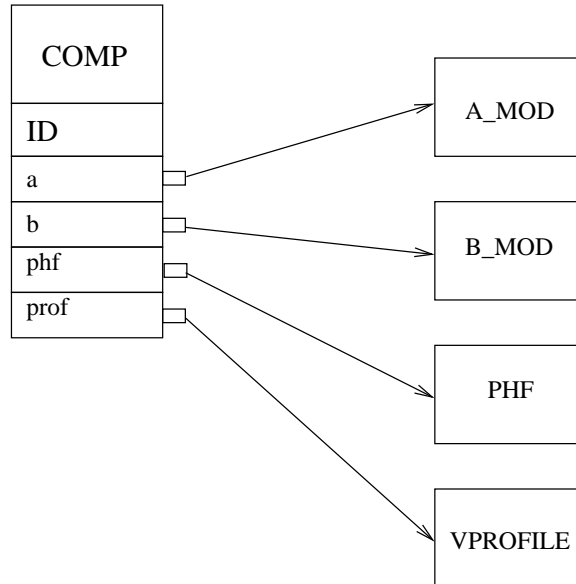 COMP
ID
a
b
phf
prof
A_MOD
B_MOD
PHF
VPROFILE